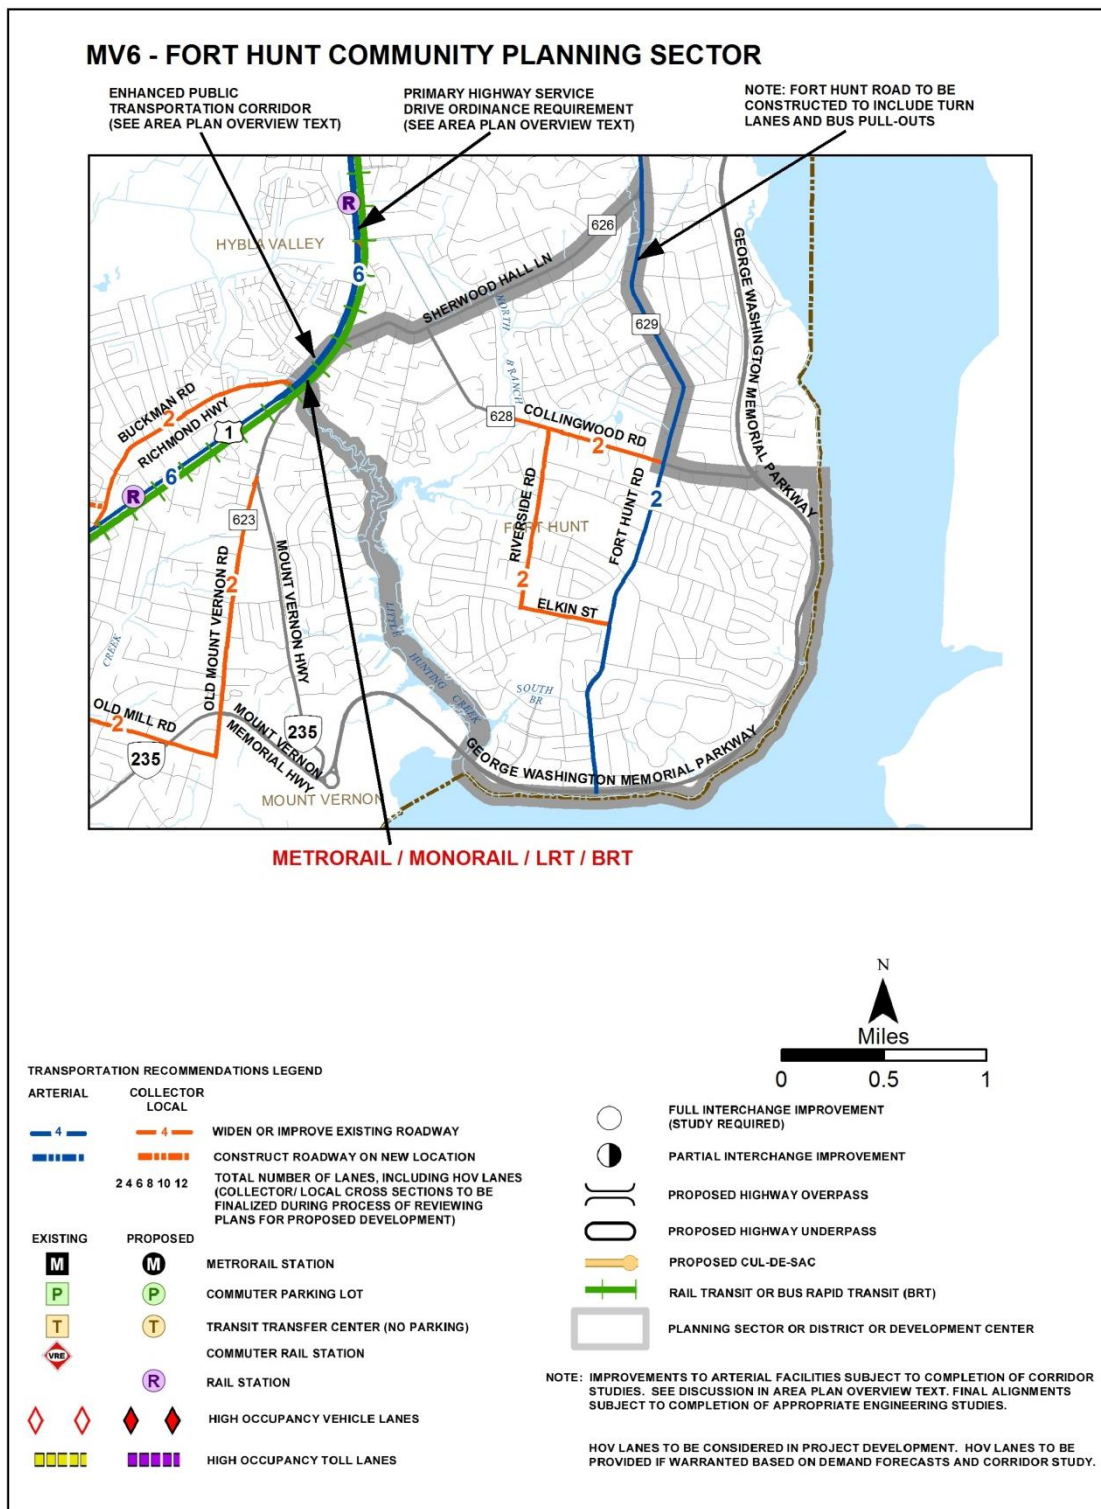 MV6 - FORT HUNT COMMUNITY PLANNING SECTOR
ENHANCED PUBLIC
TRANSPORTATION CORRIDOR
(SEE AREA PLAN OVERVIEW TEXT)
PRIMARY HIGHWAY SERVICE
DRIVE ORDINANCE REQUIREMENT
(SEE AREA PLAN OVERVIEW TEXT)
NOTE: FORT HUNT ROAD TO BE
CONSTRUCTED TO INCLUDE TURN
LANES AND BUS PULL-OUTS
R
HYBLA VALLEY
6
626
SHERWOOD HALL LN
GEORGE WASHINGTON MEMORIAL PARKWAY
NORTH
BRANCH
629
BUCKMAN RD
2
RICHMOND HWY
1
6
R
628
COLLINGWOOD RD
2
623
OLD MOUNT VERNON RD
2
MOUNT VERNON HWY
RIVERSIDE RD
2
FORT HUNT
FORT HUNT RD
2
ELKIN ST
CREEK
LITTLE
HUNTING
CREEK
SOUTH
BR
OLD MILL RD
2
235
MOUNT VERNON
MEMORIAL HWY
235
MOUNT VERNON
GEORGE WASHINGTON MEMORIAL PARKWAY
METRORAIL / MONORAIL / LRT / BRT
N
Miles
0 0.5 1
TRANSPORTATION RECOMMENDATIONS LEGEND
ARTERIAL COLLECTOR
LOCAL
4 4 WIDEN OR IMPROVE EXISTING ROADWAY
CONSTRUCT ROADWAY ON NEW LOCATION
2 4 6 8 10 12 TOTAL NUMBER OF LANES, INCLUDING HOV LANES
(COLLECTOR/ LOCAL CROSS SECTIONS TO BE
FINALIZED DURING PROCESS OF REVIEWING
PLANS FOR PROPOSED DEVELOPMENT)
EXISTING PROPOSED
M M METRORAIL STATION
P P COMMUTER PARKING LOT
T T TRANSIT TRANSFER CENTER (NO PARKING)
VRE COMMUTER RAIL STATION
R RAIL STATION
HIGH OCCUPANCY VEHICLE LANES
HIGH OCCUPANCY TOLL LANES
FULL INTERCHANGE IMPROVEMENT
(STUDY REQUIRED)
PARTIAL INTERCHANGE IMPROVEMENT
PROPOSED HIGHWAY OVERPASS
PROPOSED HIGHWAY UNDERPASS
PROPOSED CUL-DE-SAC
RAIL TRANSIT OR BUS RAPID TRANSIT (BRT)
PLANNING SECTOR OR DISTRICT OR DEVELOPMENT CENTER
NOTE: IMPROVEMENTS TO ARTERIAL FACILITIES SUBJECT TO COMPLETION OF CORRIDOR
STUDIES. SEE DISCUSSION IN AREA PLAN OVERVIEW TEXT. FINAL ALIGNMENTS
SUBJECT TO COMPLETION OF APPROPRIATE ENGINEERING STUDIES.
HOV LANES TO BE CONSIDERED IN PROJECT DEVELOPMENT. HOV LANES TO BE
PROVIDED IF WARRANTED BASED ON DEMAND FORECASTS AND CORRIDOR STUDY.